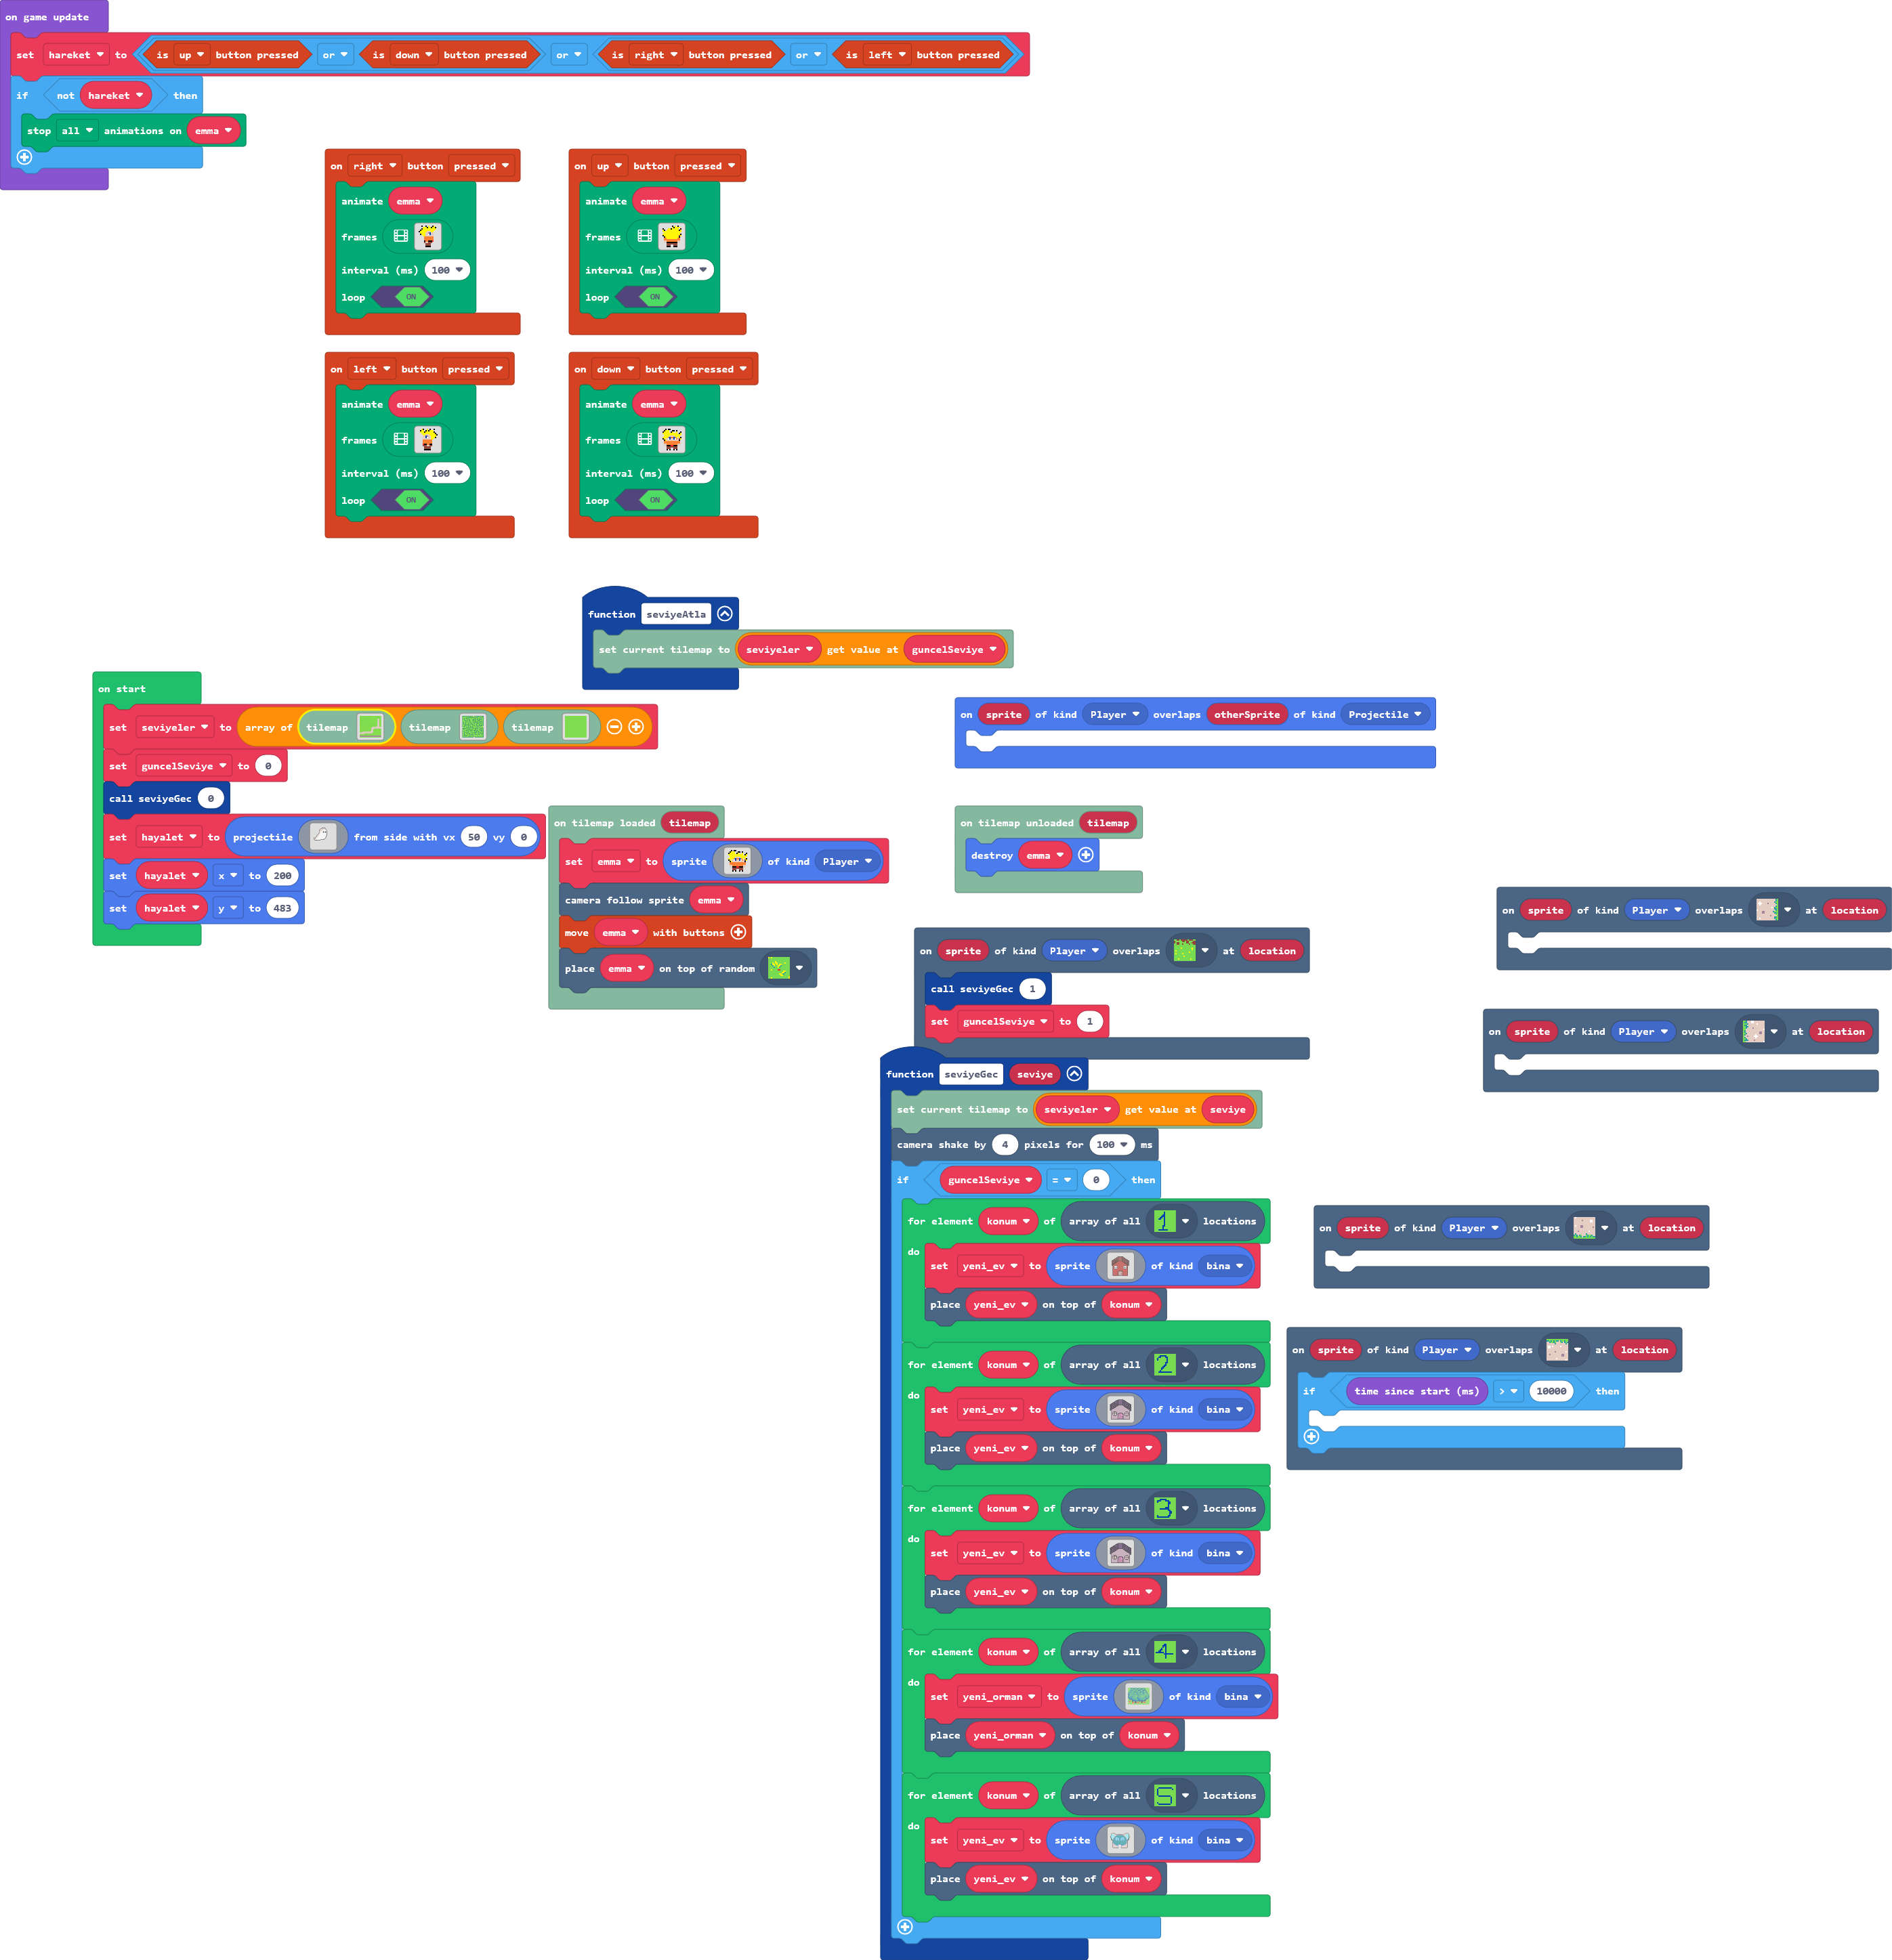 on game update
set hareket to is up button pressed or is down button pressed or is right button pressed or is left button pressed
if not hareket then
stop all animations on emma
on right button pressed
animate emma
frames
interval (ms) 100
loop ON
on up button pressed
animate emma
frames
interval (ms) 100
loop ON
on left button pressed
animate emma
frames
interval (ms) 100
loop ON
on down button pressed
animate emma
frames
interval (ms) 100
loop ON
function seviyeAtla
set current tilemap to seviyeler get value at guncelSeviye
on start
set seviyeler to array of tilemap tilemap tilemap
set guncelSeviye to 0
call seviyeGec 0
set hayalet to projectile from side with vx 50 vy 0
set hayalet x to 200
set hayalet y to 483
on tilemap loaded tilemap
set emma to sprite of kind Player
camera follow sprite emma
move emma with buttons
place emma on top of random
on sprite of kind Player overlaps otherSprite of kind Projectile
on tilemap unloaded tilemap
destroy emma
on sprite of kind Player overlaps at location
call seviyeGec 1
set guncelSeviye to 1
on sprite of kind Player overlaps at location
on sprite of kind Player overlaps at location
function seviyeGec seviye
set current tilemap to seviyeler get value at seviye
camera shake by 4 pixels for 100 ms
if guncelSeviye = 0 then
for element konum of array of all 1 locations
do set yeni_ev to sprite of kind bina
place yeni_ev on top of konum
for element konum of array of all 2 locations
do set yeni_ev to sprite of kind bina
place yeni_ev on top of konum
for element konum of array of all 3 locations
do set yeni_ev to sprite of kind bina
place yeni_ev on top of konum
for element konum of array of all 4 locations
do set yeni_orman to sprite of kind bina
place yeni_orman on top of konum
for element konum of array of all 5 locations
do set yeni_ev to sprite of kind bina
place yeni_ev on top of konum
on sprite of kind Player overlaps at location
on sprite of kind Player overlaps at location
if time since start (ms) > 10000 then